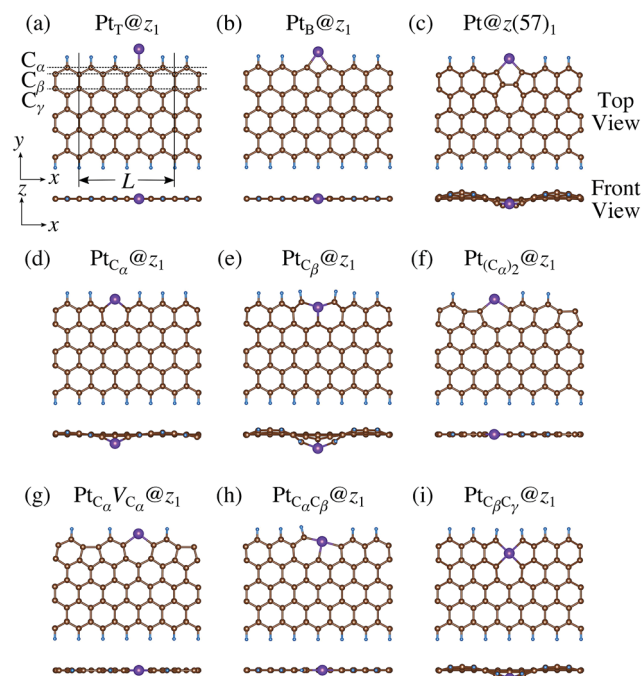 (a) Pt_T@z_1
(b) Pt_B@z_1
(c) Pt@z(57)_1
C_α
C_β
C_γ
Top
View
y
x
L
z
x
Front
View
(d) Pt_{C_α}@z_1
(e) Pt_{C_β}@z_1
(f) Pt_{(C_α)_2}@z_1
(g) Pt_{C_α}V_{C_α}@z_1
(h) Pt_{C_αC_β}@z_1
(i) Pt_{C_βC_γ}@z_1